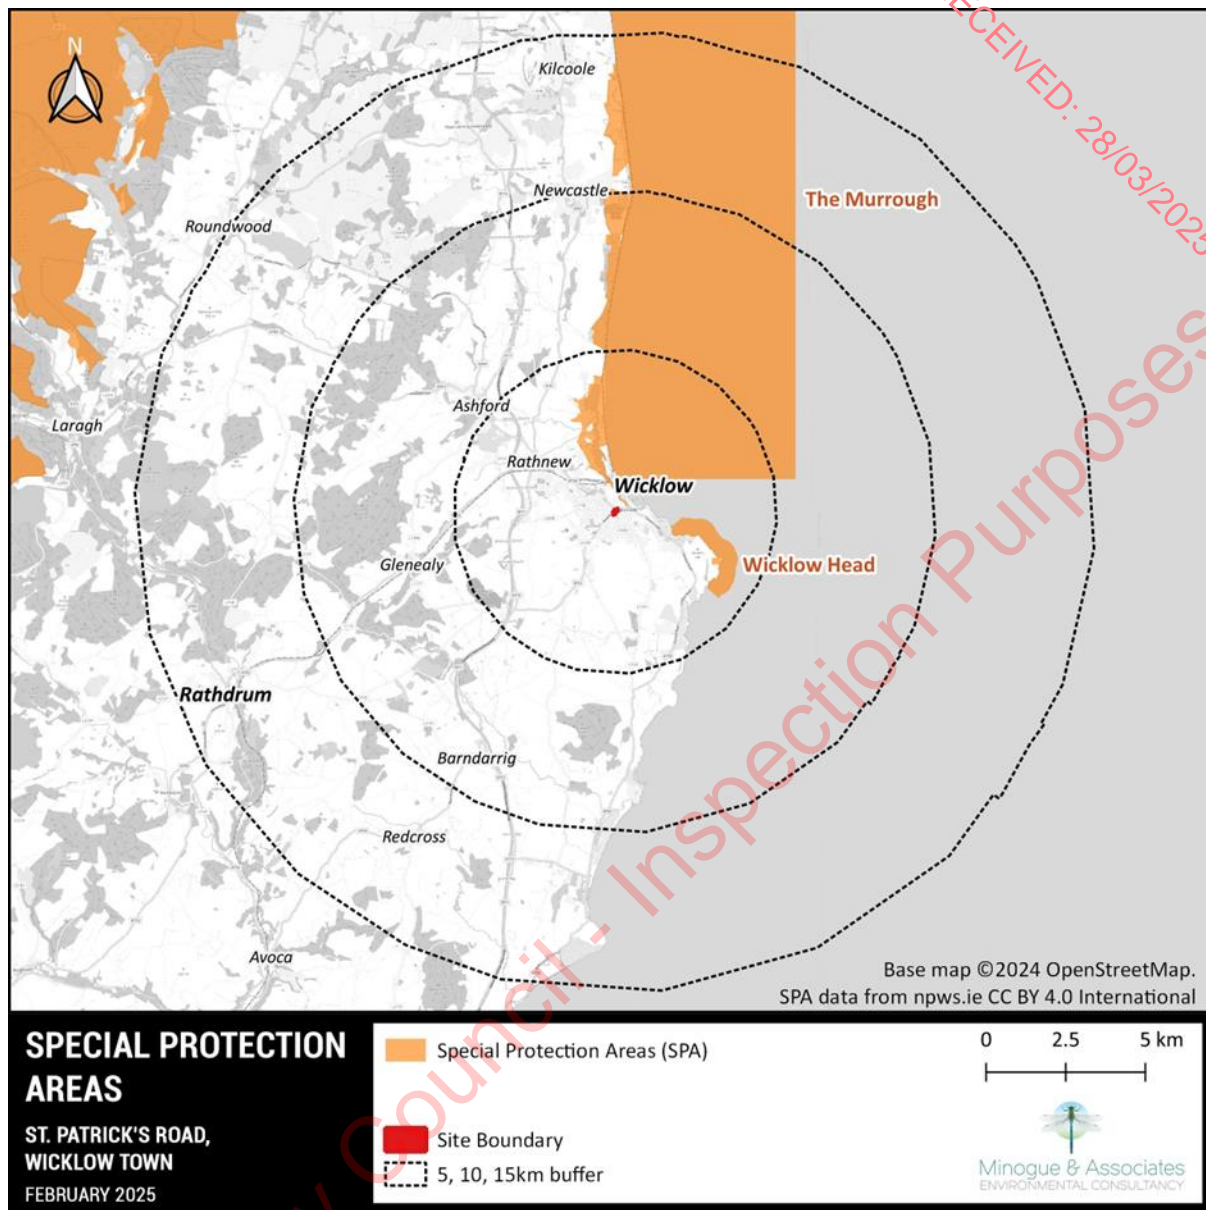 N
Kilcoole
RECEIVED: 28/03/2025
Newcastle
The Murrough
Roundwood
Ashford
Laragh
Rathnew
Wicklow
Glenealy
Wicklow Head
Rathdrum
Barndarrig
Redcross
Avoca
Council - Inspection Purposes
Base map ©2024 OpenStreetMap.
SPA data from npws.ie CC BY 4.0 International
SPECIAL PROTECTION
AREAS
ST. PATRICK'S ROAD,
WICKLOW TOWN
FEBRUARY 2025
Special Protection Areas (SPA)
Site Boundary
5, 10, 15km buffer
0 2.5 5 km
Minogue & Associates
ENVIRONMENTAL CONSULTANCY